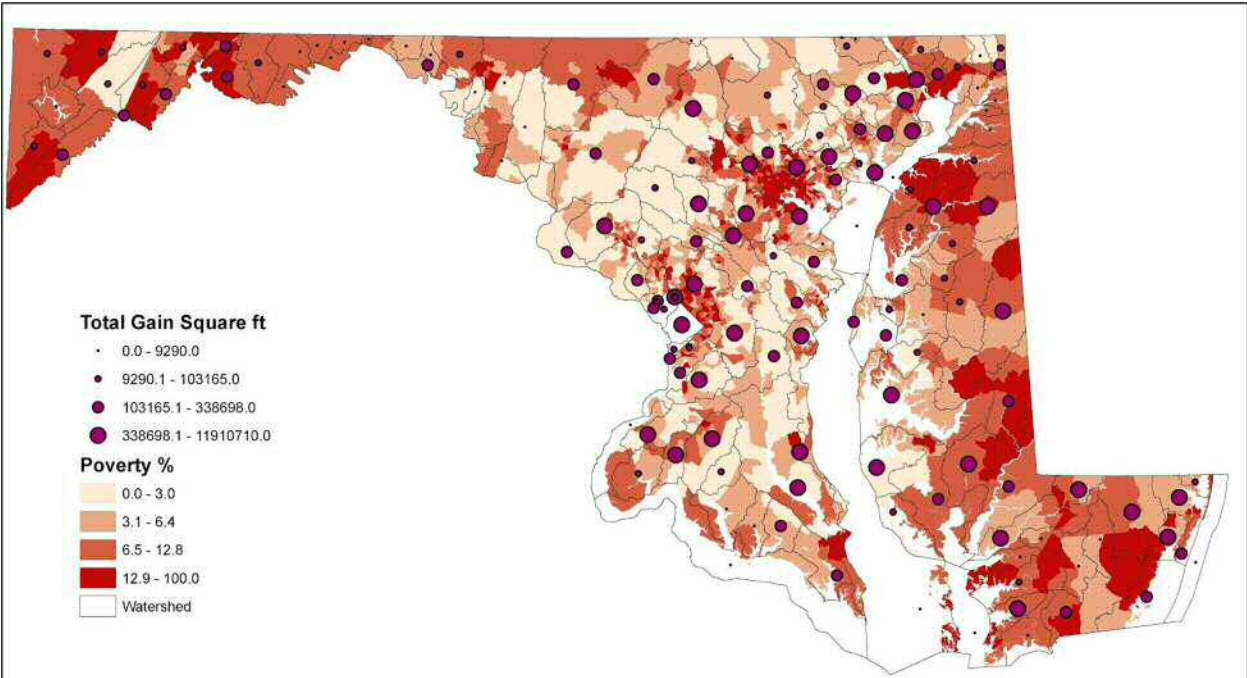 Total Gain Square ft
0.0 - 9290.0
9290.1 - 103165.0
103165.1 - 338698.0
338698.1 - 11910710.0
Poverty %
0.0 - 3.0
3.1 - 6.4
6.5 - 12.8
12.9 - 100.0
Watershed